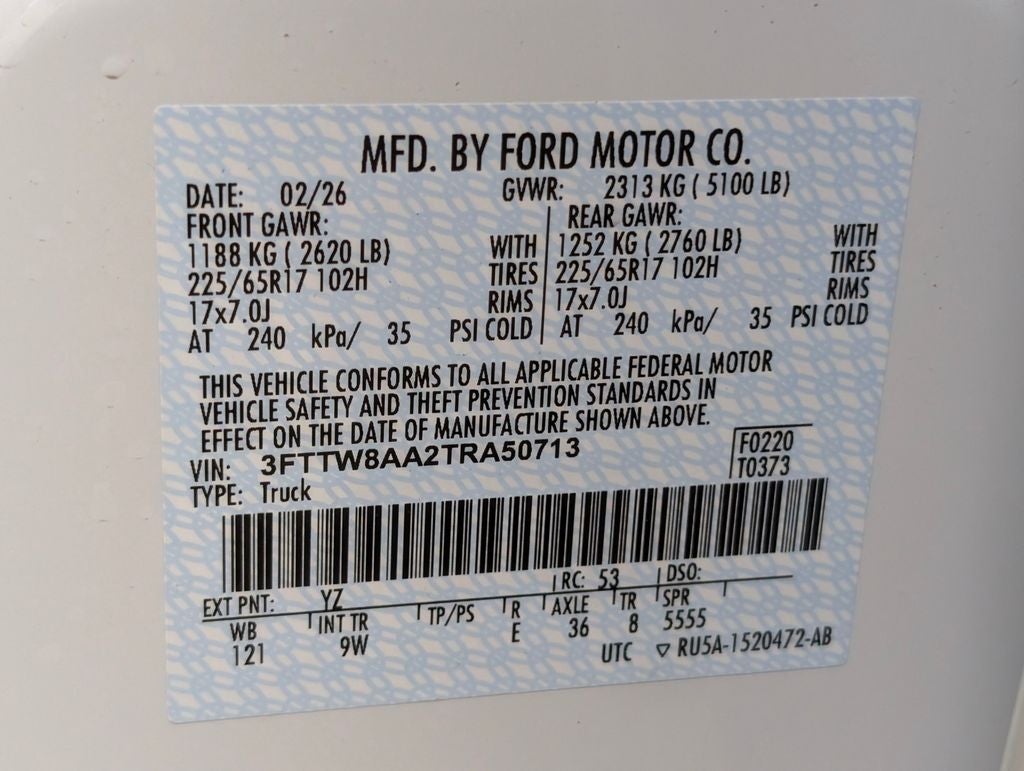 MFD. BY FORD MOTOR CO.
DATE: 02/26 GVWR: 2313 KG ( 5100 LB)
FRONT GAWR: REAR GAWR:
1188 KG ( 2620 LB) WITH 1252 KG ( 2760 LB) WITH
225/65R17 102H TIRES 225/65R17 102H TIRES
17x7.0J RIMS 17x7.0J RIMS
AT 240 kPa/ 35 PSI COLD AT 240 kPa/ 35 PSI COLD
THIS VEHICLE CONFORMS TO ALL APPLICABLE FEDERAL MOTOR
VEHICLE SAFETY AND THEFT PREVENTION STANDARDS IN
EFFECT ON THE DATE OF MANUFACTURE SHOWN ABOVE.
VIN: 3FTTW8AA2TRA50713 F0220
TYPE: Truck T0373
EXT PNT: YZ RC: 53 DSO:
WB INT TR TP/PS R AXLE TR SPR
121 9W E 36 8 5555
UTC ▽ RU5A-1520472-AB